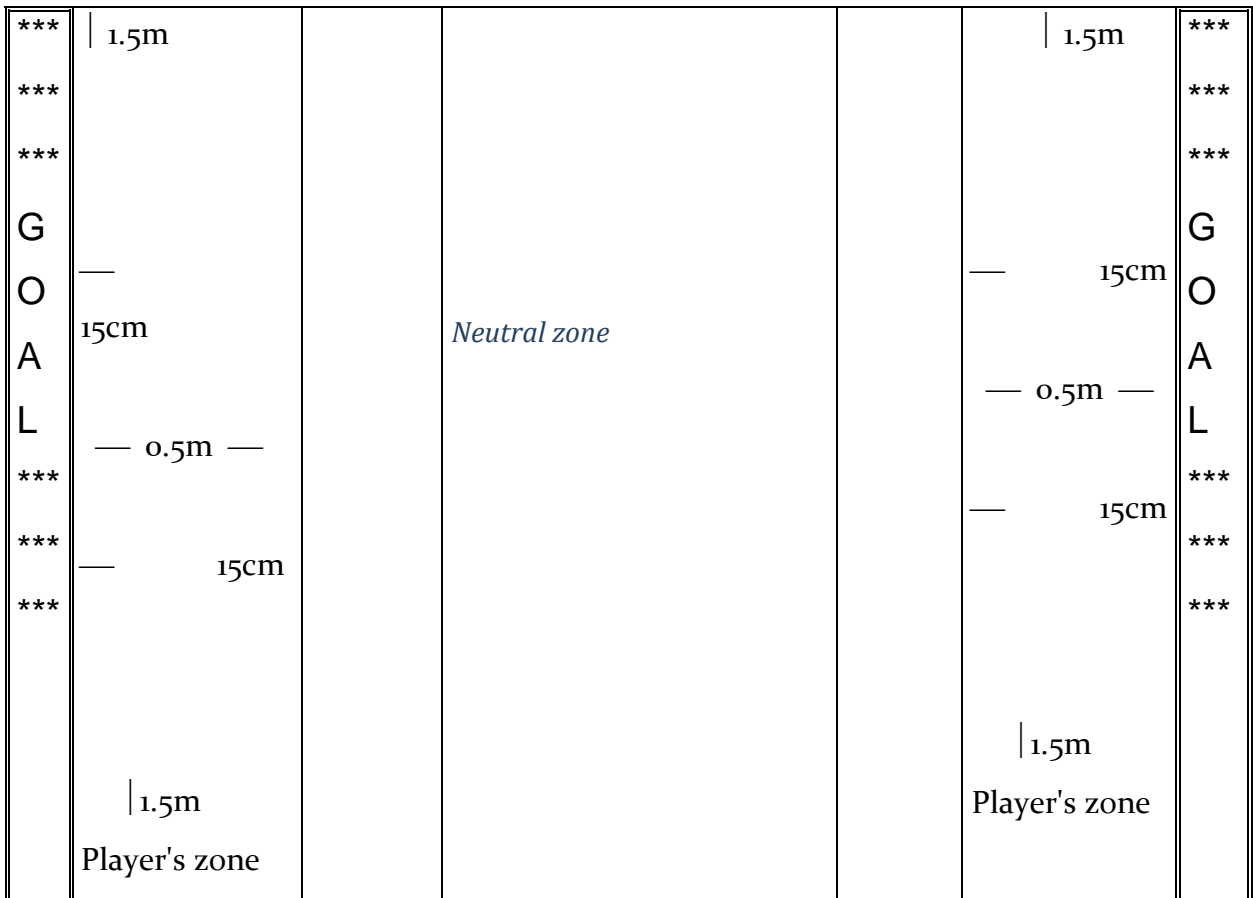 ***
***
***
G
O
A
L
***
***
***
| 1.5m
—
15cm
— 0.5m —
— 15cm
|1.5m
Player's zone
Neutral zone
| 1.5m
— 15cm
— 0.5m —
— 15cm
|1.5m
Player's zone
***
***
***
G
O
A
L
***
***
***